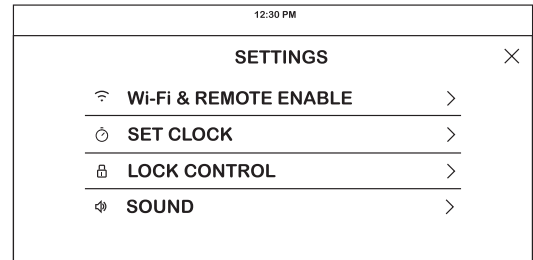 12:30 PM
SETTINGS
Wi-Fi & REMOTE ENABLE
SET CLOCK
LOCK CONTROL
SOUND